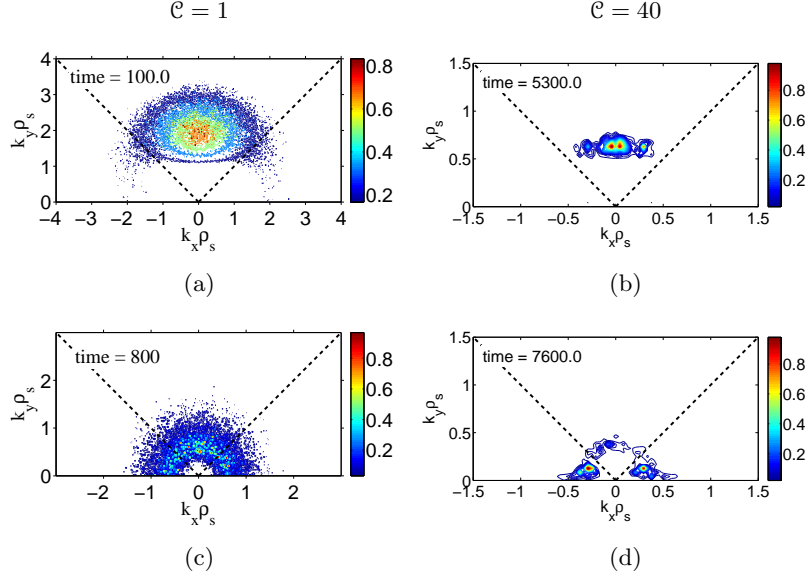 𝒞 = 1
𝒞 = 40
time = 100.0
k_yρ_s
4
3
2
1
0
−4 −3 −2 −1 0 1 2 3 4
k_xρ_s
0.8
0.6
0.4
0.2
(a)
time = 5300.0
k_yρ_s
1.5
1
0.5
0
−1.5 −1 −0.5 0 0.5 1 1.5
k_xρ_s
0.8
0.6
0.4
0.2
(b)
time = 800
k_yρ_s
2
1
0
−2 −1 0 1 2
k_xρ_s
0.8
0.6
0.4
0.2
(c)
time = 7600.0
k_yρ_s
1.5
1
0.5
0
−1.5 −1 −0.5 0 0.5 1 1.5
k_xρ_s
0.8
0.6
0.4
0.2
(d)